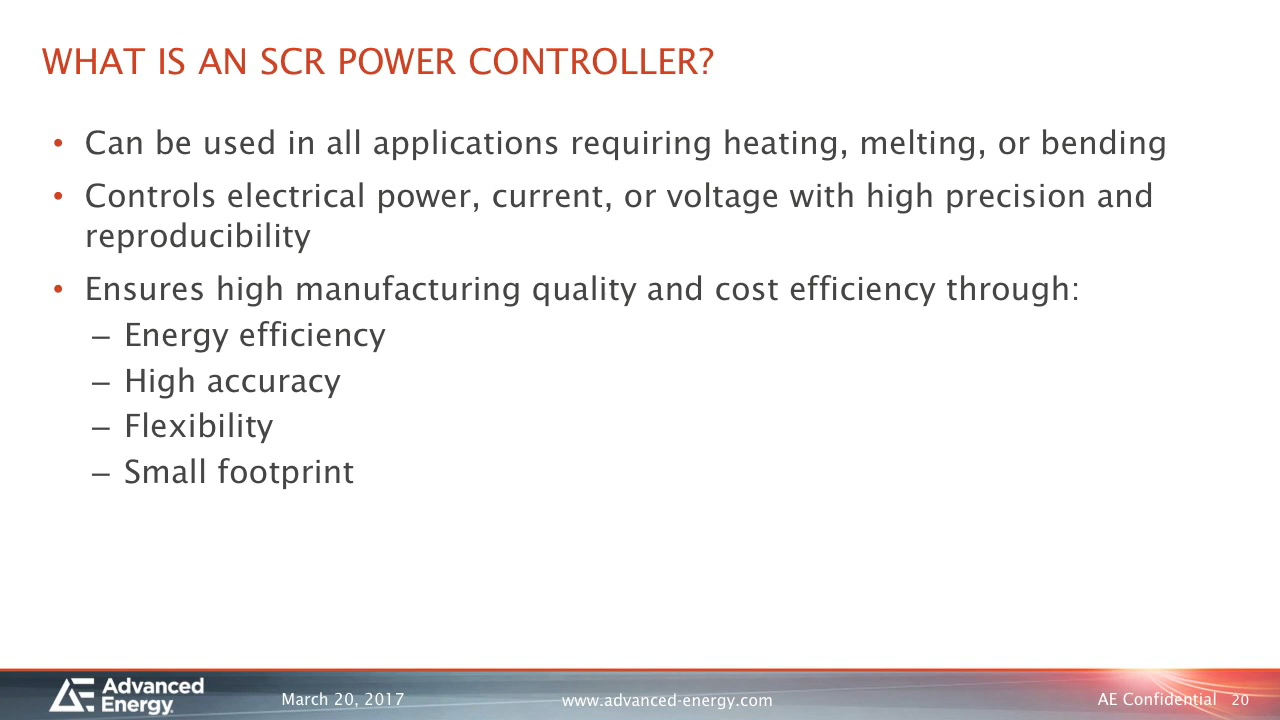 WHAT IS AN SCR POWER CONTROLLER?
• Can be used in all applications requiring heating, melting, or bending
• Controls electrical power, current, or voltage with high precision and
reproducibility
• Ensures high manufacturing quality and cost efficiency through:
– Energy efficiency
– High accuracy
– Flexibility
– Small footprint
Advanced
Energy
March 20, 2017
www.advanced-energy.com
AE Confidential 20